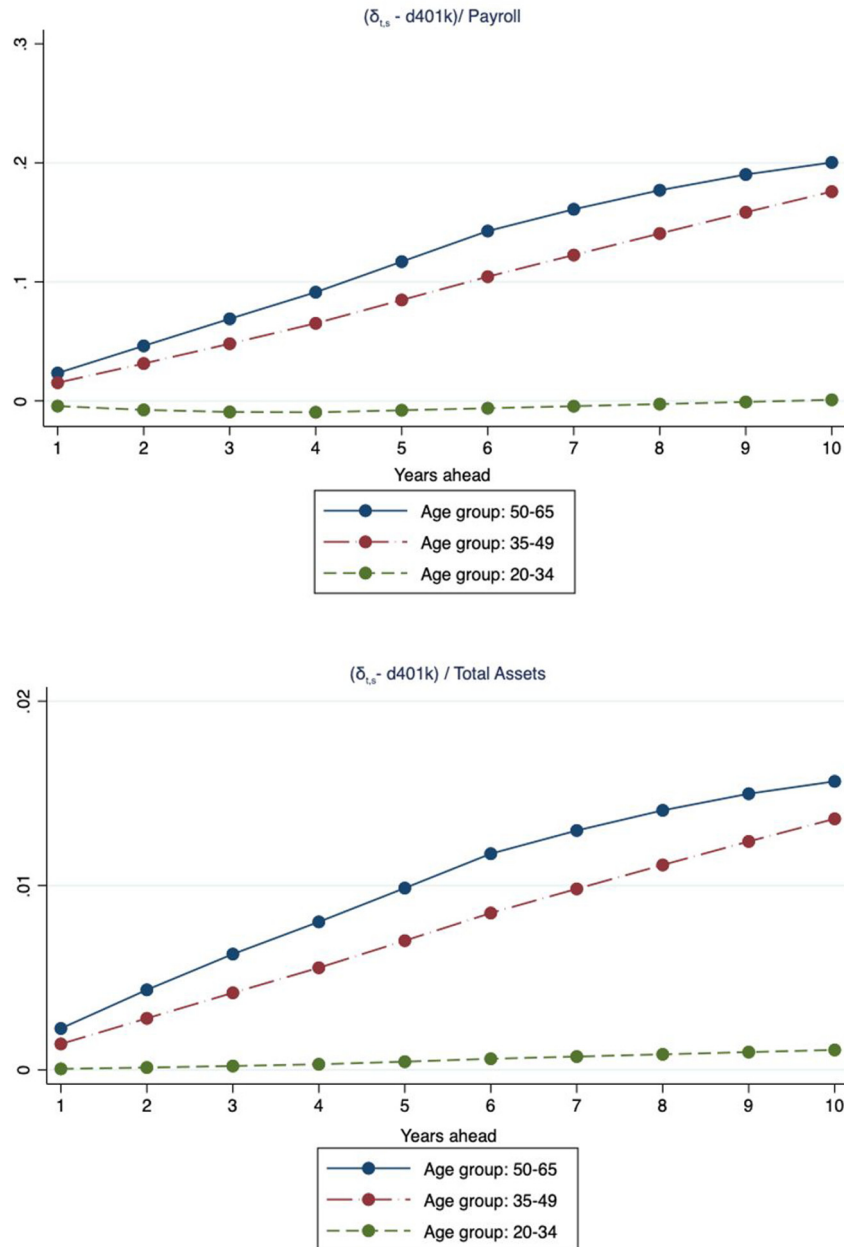 (δt,s - d401k)/ Payroll
.3
.2
.1
0
1 2 3 4 5 6 7 8 9 10
Years ahead
Age group: 50-65
Age group: 35-49
Age group: 20-34
(δt,s- d401k) / Total Assets
.02
.01
0
1 2 3 4 5 6 7 8 9 10
Years ahead
Age group: 50-65
Age group: 35-49
Age group: 20-34